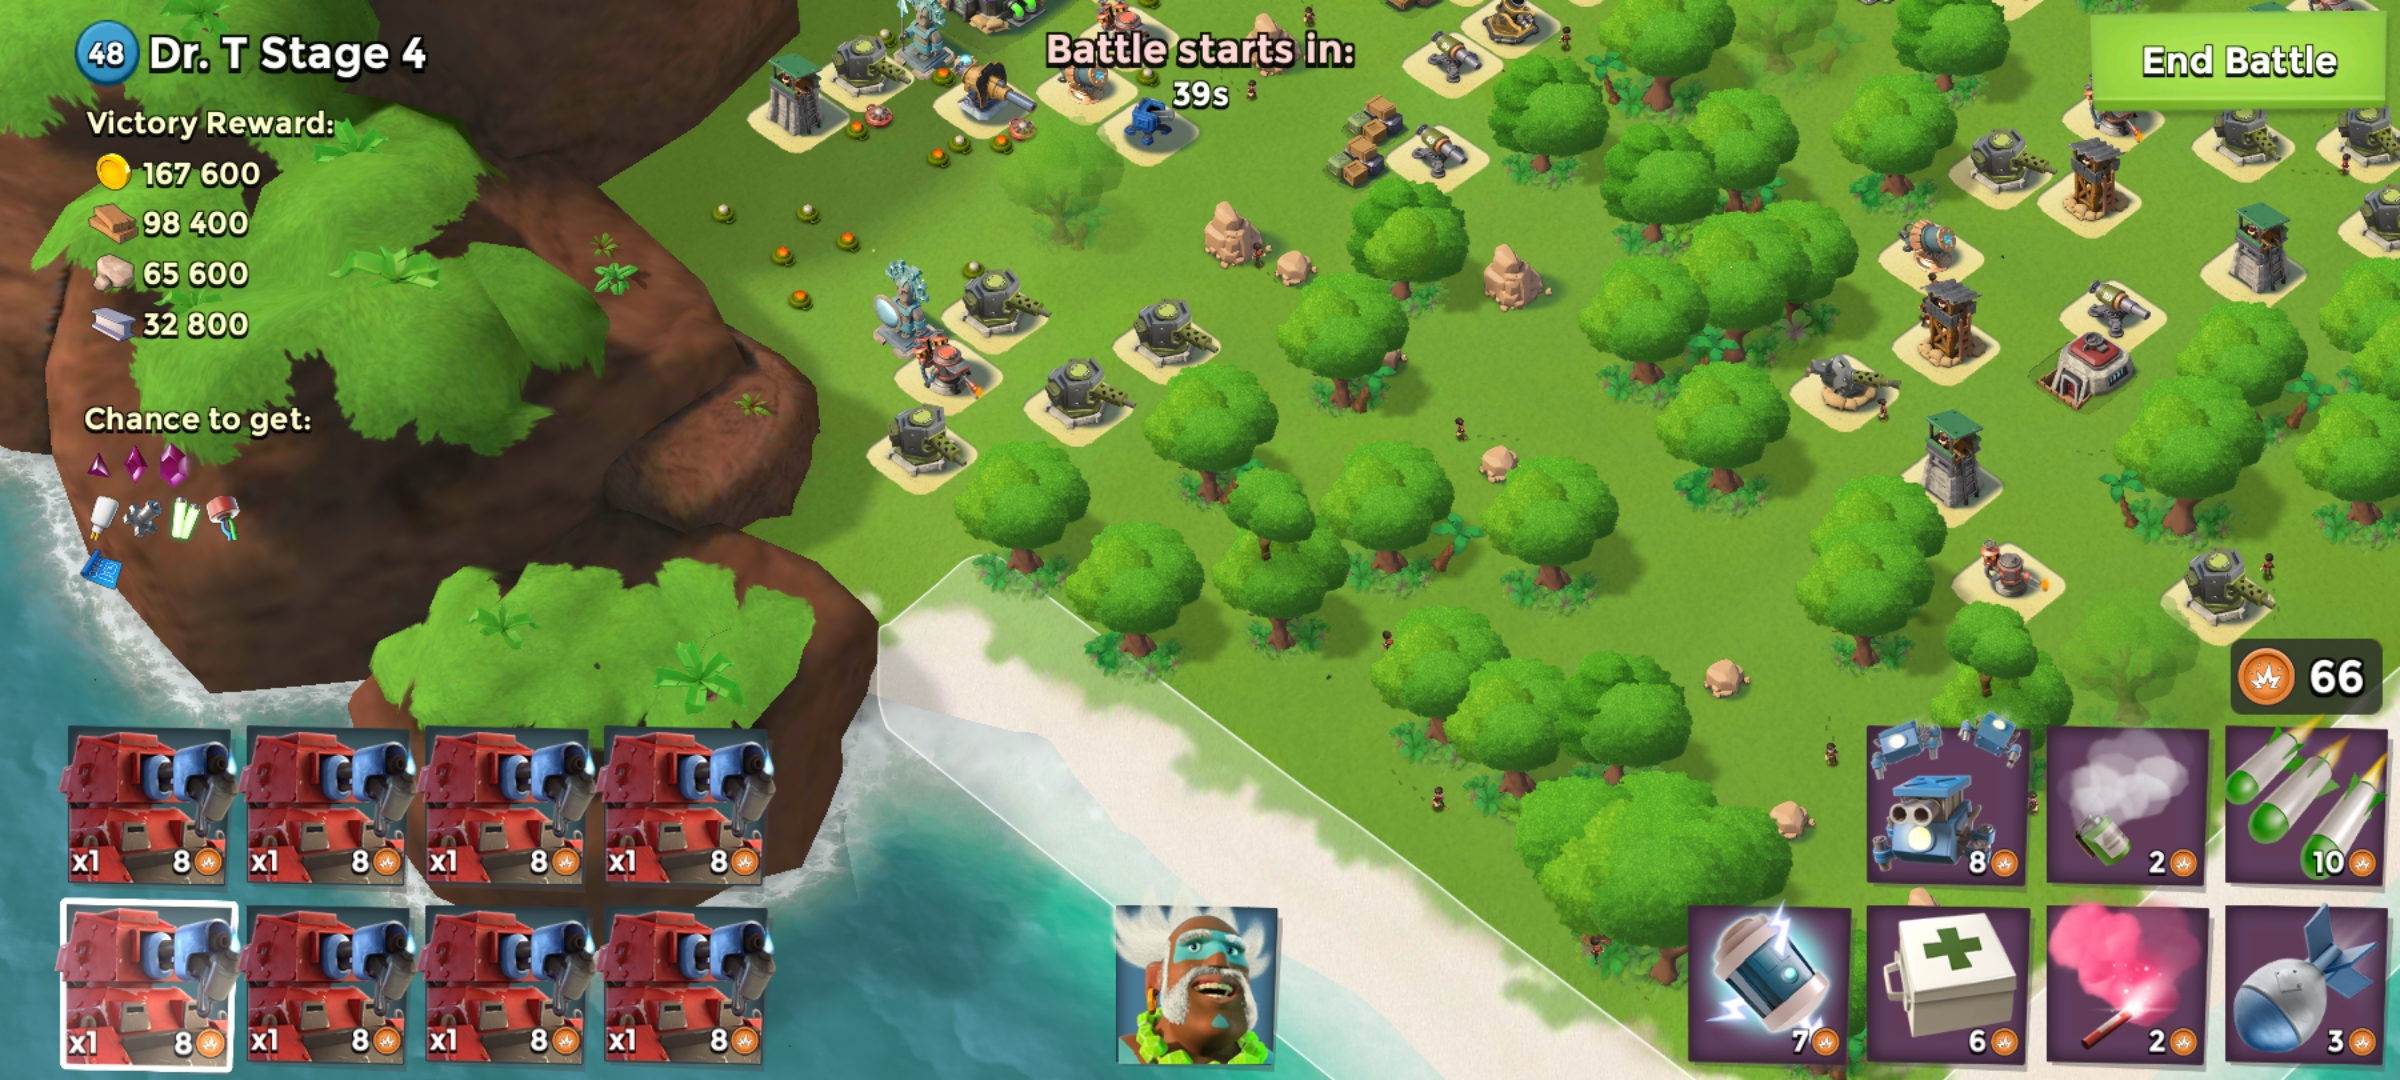 48 Dr. T Stage 4
Battle starts in:
39s
End Battle
Victory Reward:
167 600
98 400
65 600
32 800
Chance to get:
66
x1 8
x1 8
x1 8
x1 8
8
2
10
x1 8
x1 8
x1 8
x1 8
7
6
2
3